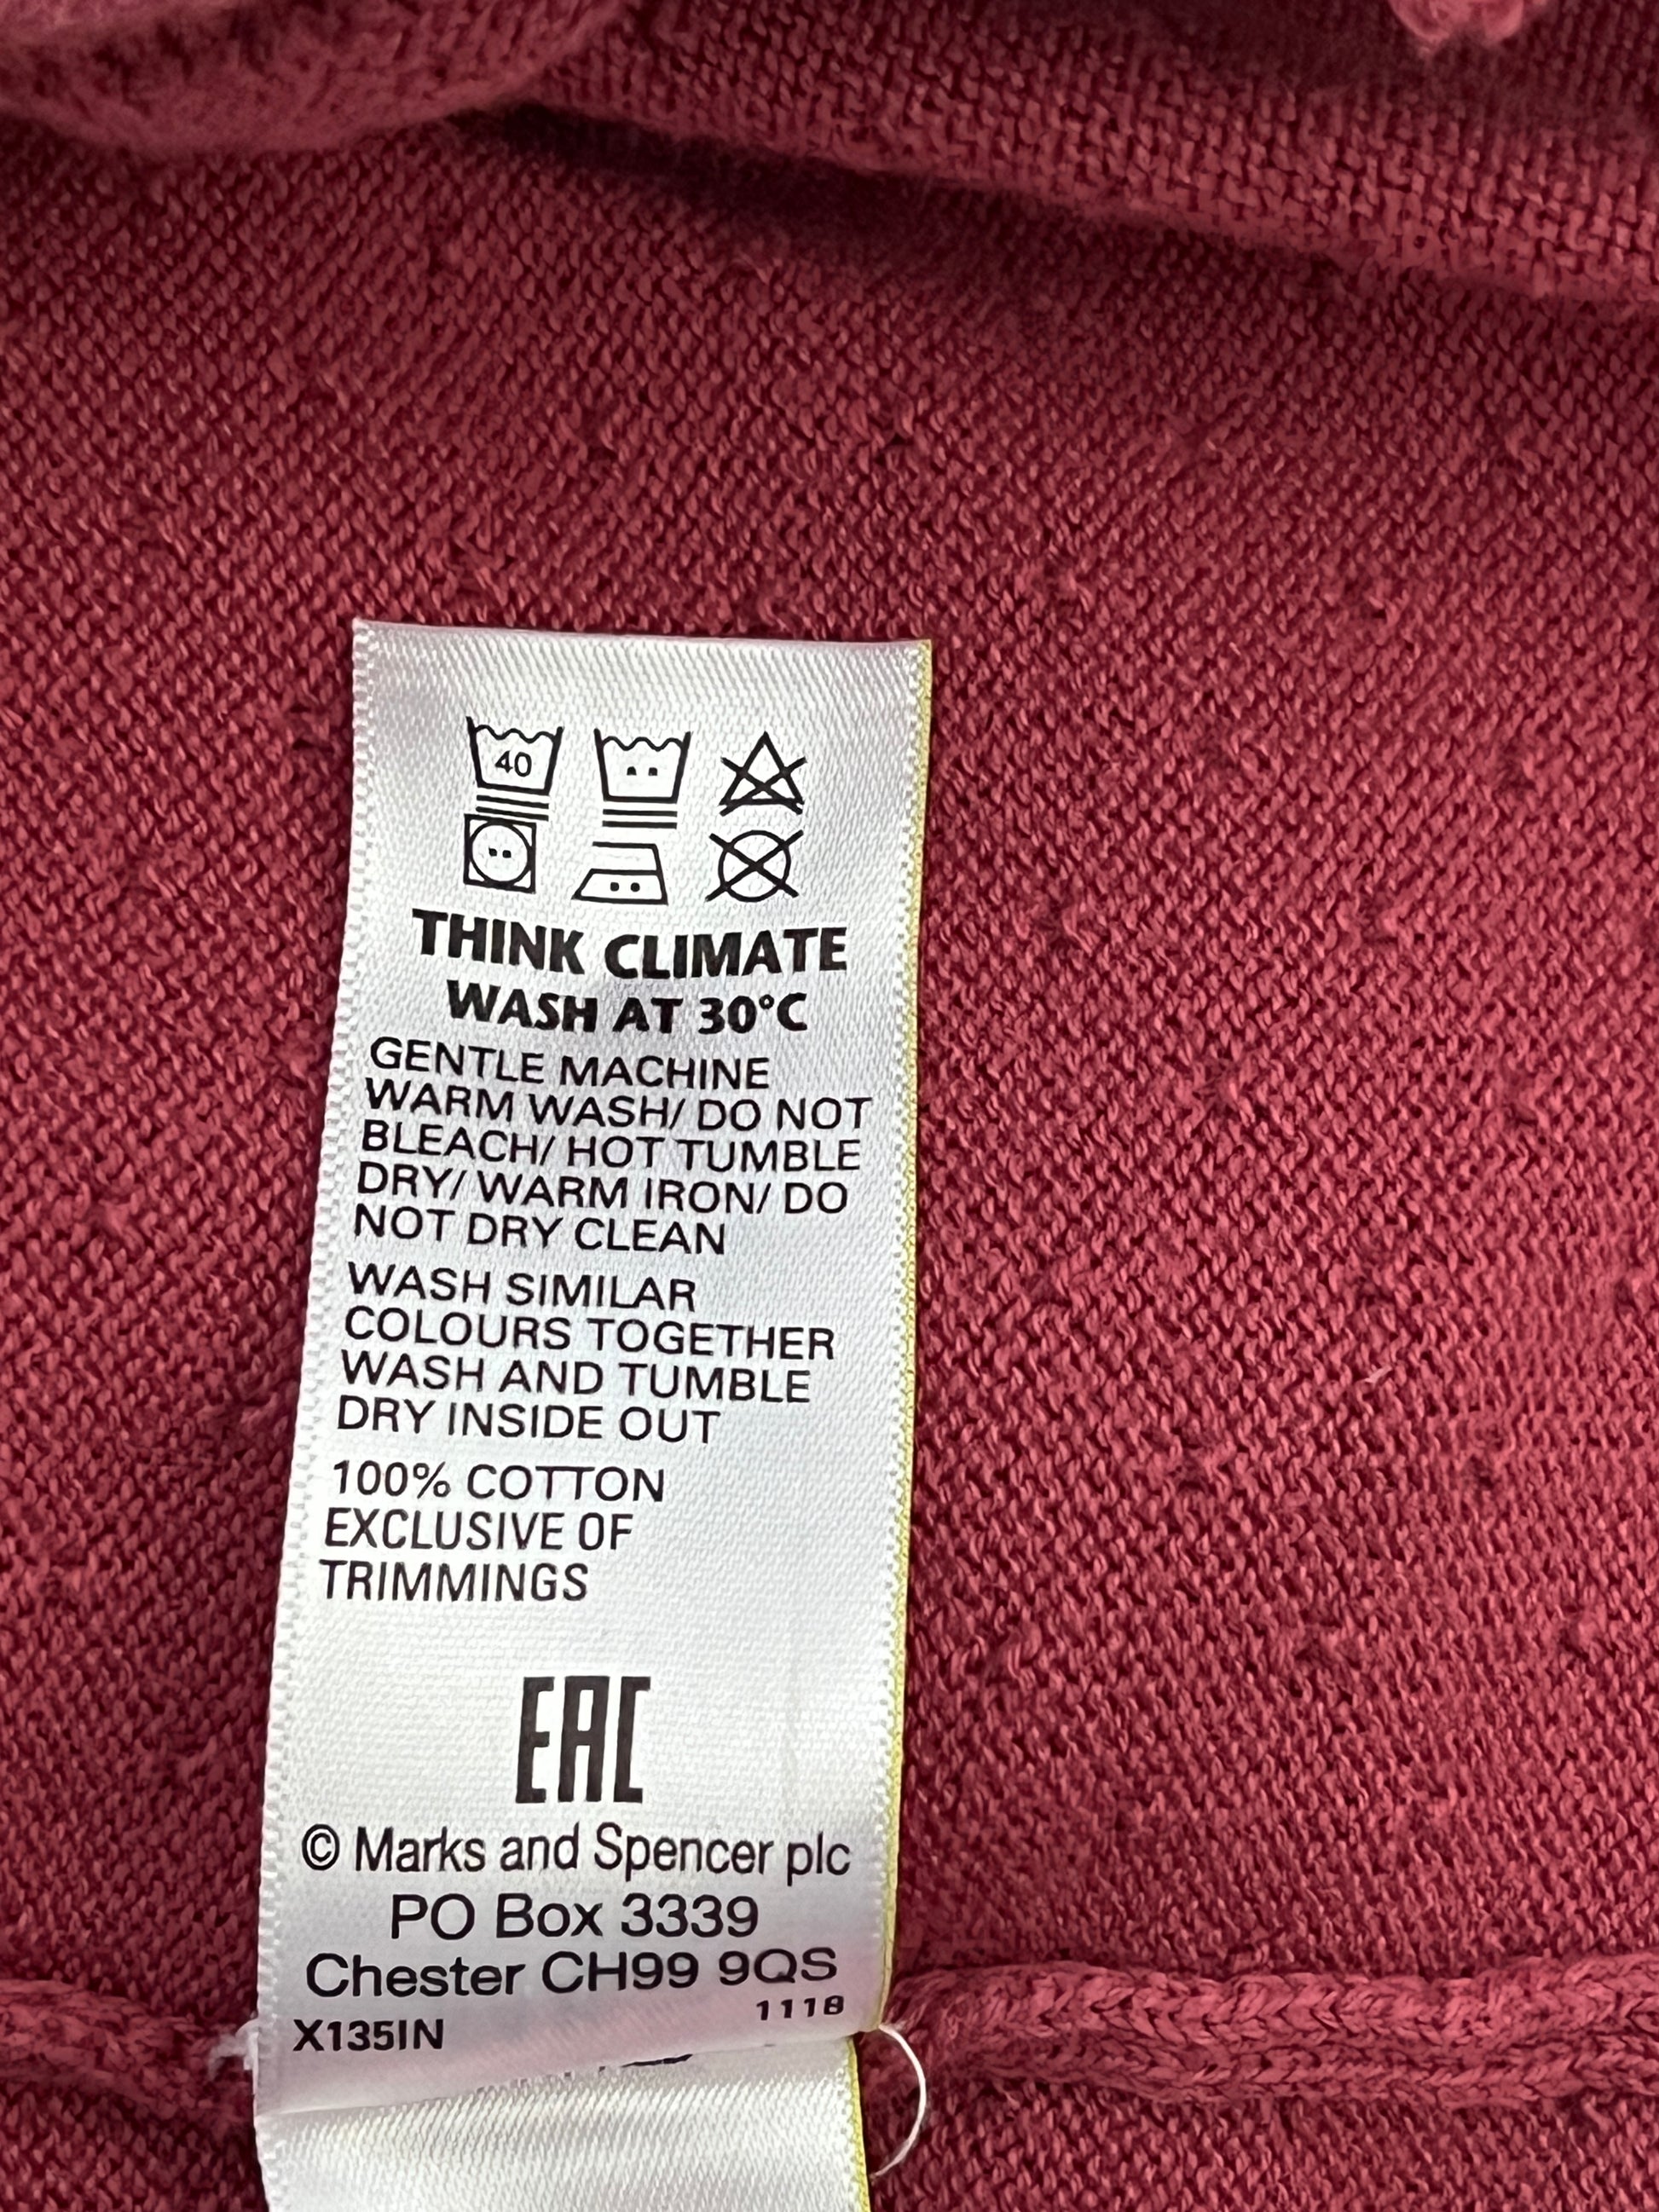 40
THINK CLIMATE
WASH AT 30°C
GENTLE MACHINE
WARM WASH/ DO NOT
BLEACH/ HOT TUMBLE
DRY/ WARM IRON/ DO
NOT DRY CLEAN
WASH SIMILAR
COLOURS TOGETHER
WASH AND TUMBLE
DRY INSIDE OUT
100% COTTON
EXCLUSIVE OF
TRIMMINGS
EAC
© Marks and Spencer plc
PO Box 3339
Chester CH99 9QS
1118
X135IN